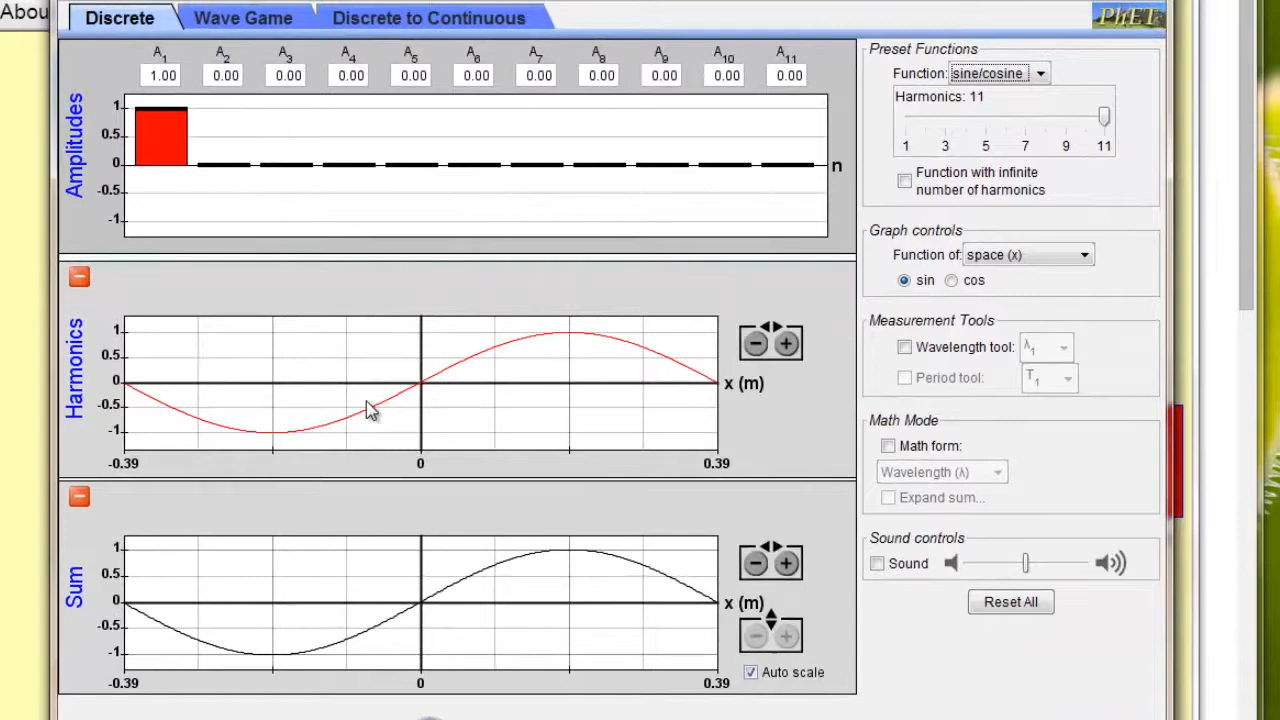 Abou
Discrete
Wave Game
Discrete to Continuous
PhET
A1 A2 A3 A4 A5 A6 A7 A8 A9 A10 A11
1.00 0.00 0.00 0.00 0.00 0.00 0.00 0.00 0.00 0.00 0.00
Amplitudes
1
0.5
0
-0.5
-1
n
Harmonics
1
0.5
0
-0.5
-1
x (m)
-0.39 0 0.39
Sum
1
0.5
0
-0.5
-1
x (m)
Auto scale
-0.39 0 0.39
Preset Functions
Function: sine/cosine
Harmonics: 11
1 3 5 7 9 11
Function with infinite
number of harmonics
Graph controls
Function of: space (x)
sin cos
Measurement Tools
Wavelength tool: λ1
Period tool: T1
Math Mode
Math form:
Wavelength (λ)
Expand sum...
Sound controls
Sound
Reset All